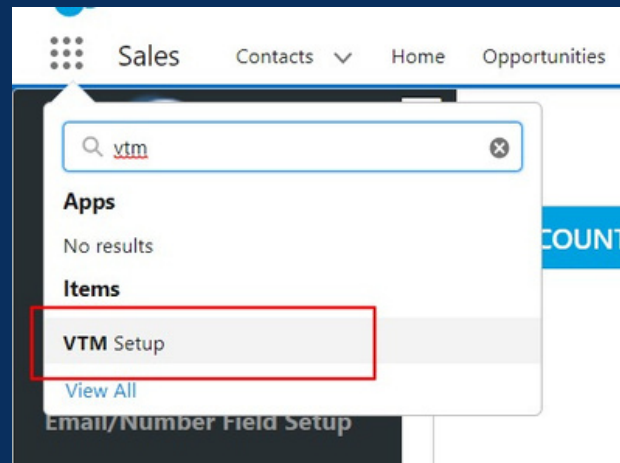 Sales Contacts Home Opportunities
vtm
Apps
No results
Items
VTM Setup
View All
Email/Number Field Setup
COUNT